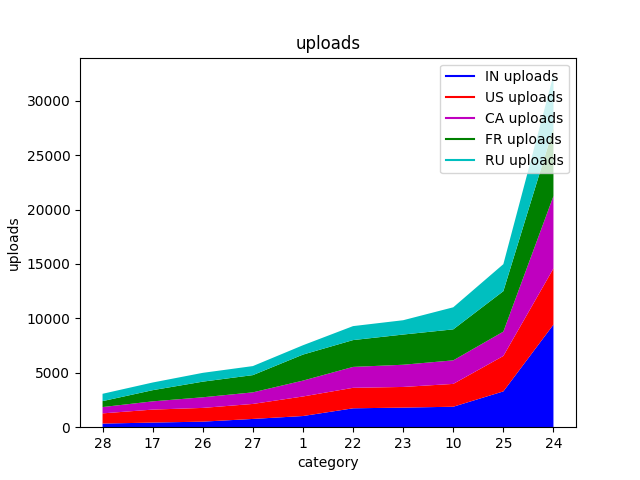 uploads
IN uploads
US uploads
CA uploads
FR uploads
RU uploads
uploads
30000
25000
20000
15000
10000
5000
0
28 17 26 27 1 22 23 10 25 24
category